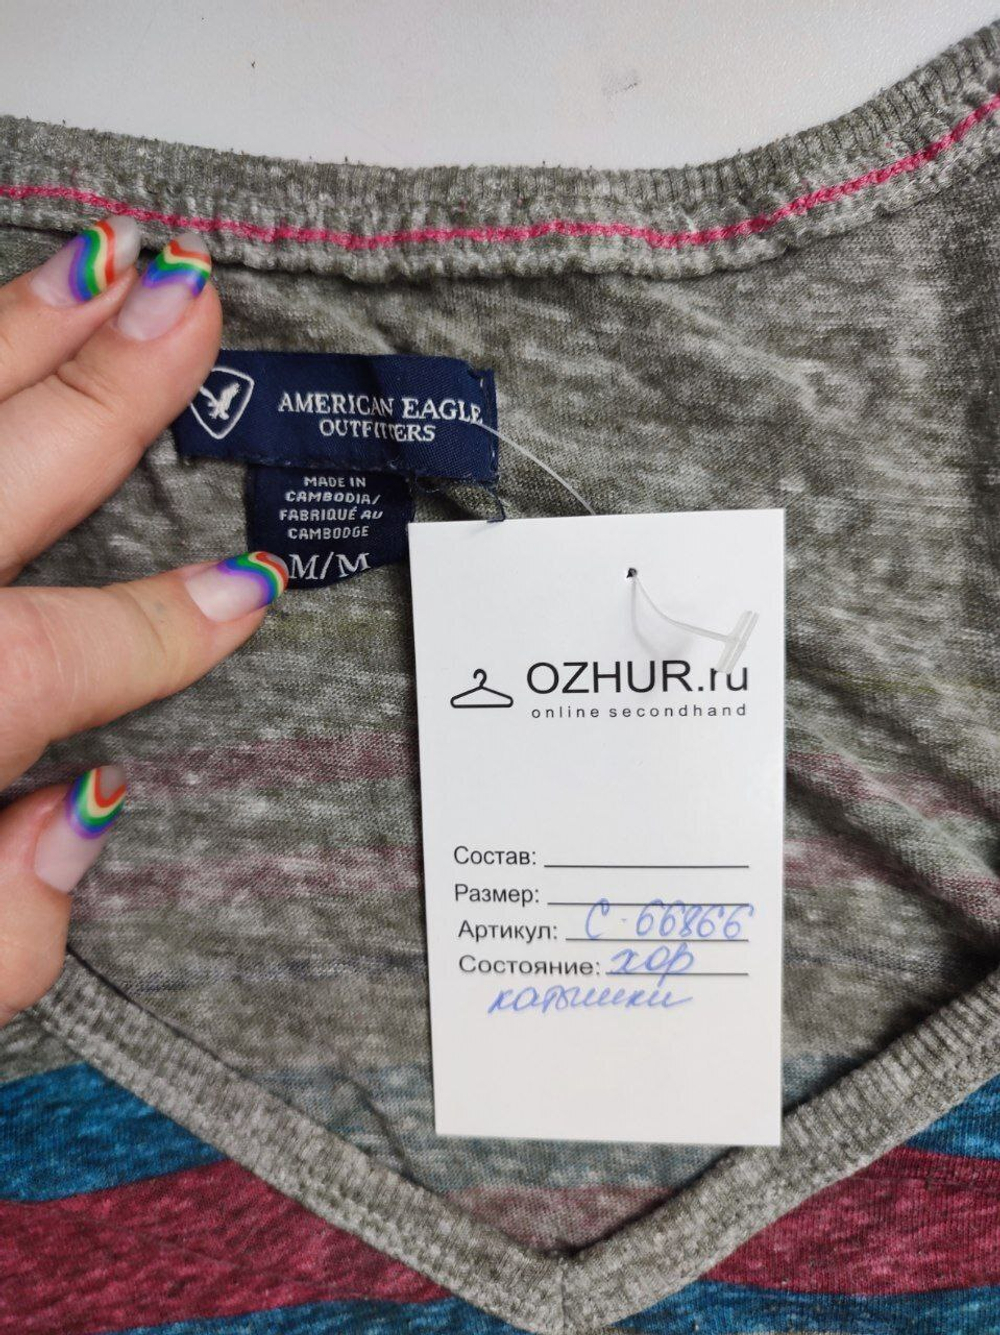 AMERICAN EAGLE
OUTFITTERS
MADE IN
CAMBODIA/
FABRIQUÉ AU
CAMBODGE
M/M
OZHUR.ru
online secondhand
Состав:
Размер:
Артикул: С-66866
Состояние: хор
катышки